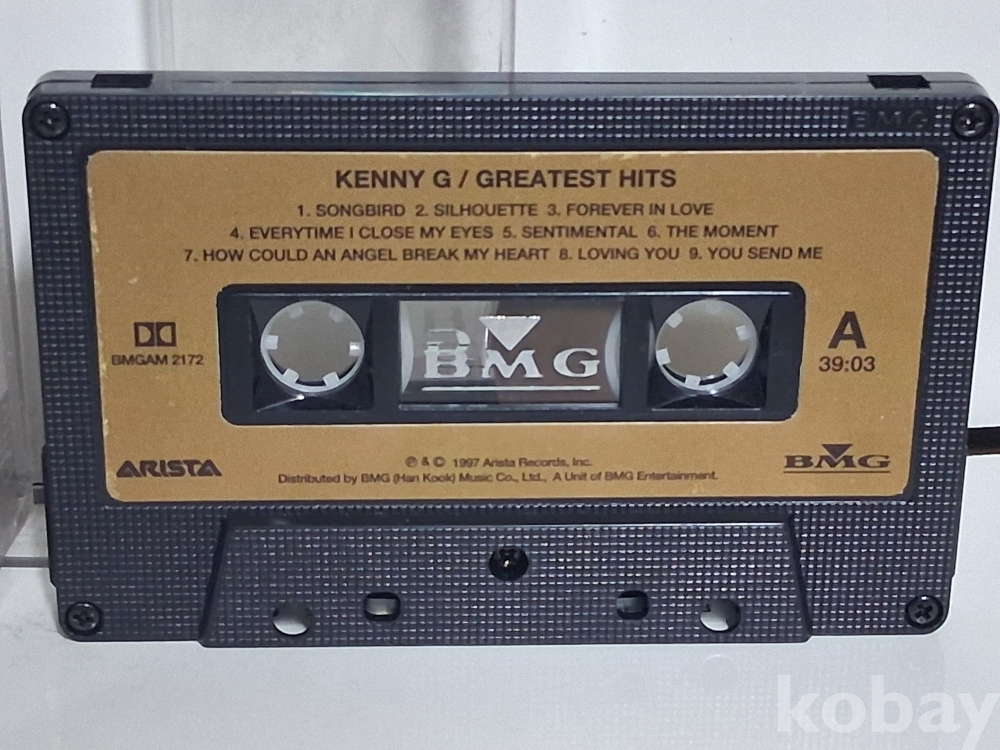 BMG
KENNY G / GREATEST HITS
1. SONGBIRD 2. SILHOUETTE 3. FOREVER IN LOVE
4. EVERYTIME I CLOSE MY EYES 5. SENTIMENTAL 6. THE MOMENT
7. HOW COULD AN ANGEL BREAK MY HEART 8. LOVING YOU 9. YOU SEND ME
BMGAM 2172
BMG
A
39:03
ARISTA
℗ & © 1997 Arista Records, Inc.
Distributed by BMG (Han Kook) Music Co., Ltd., A Unit of BMG Entertainment.
BMG
kobay